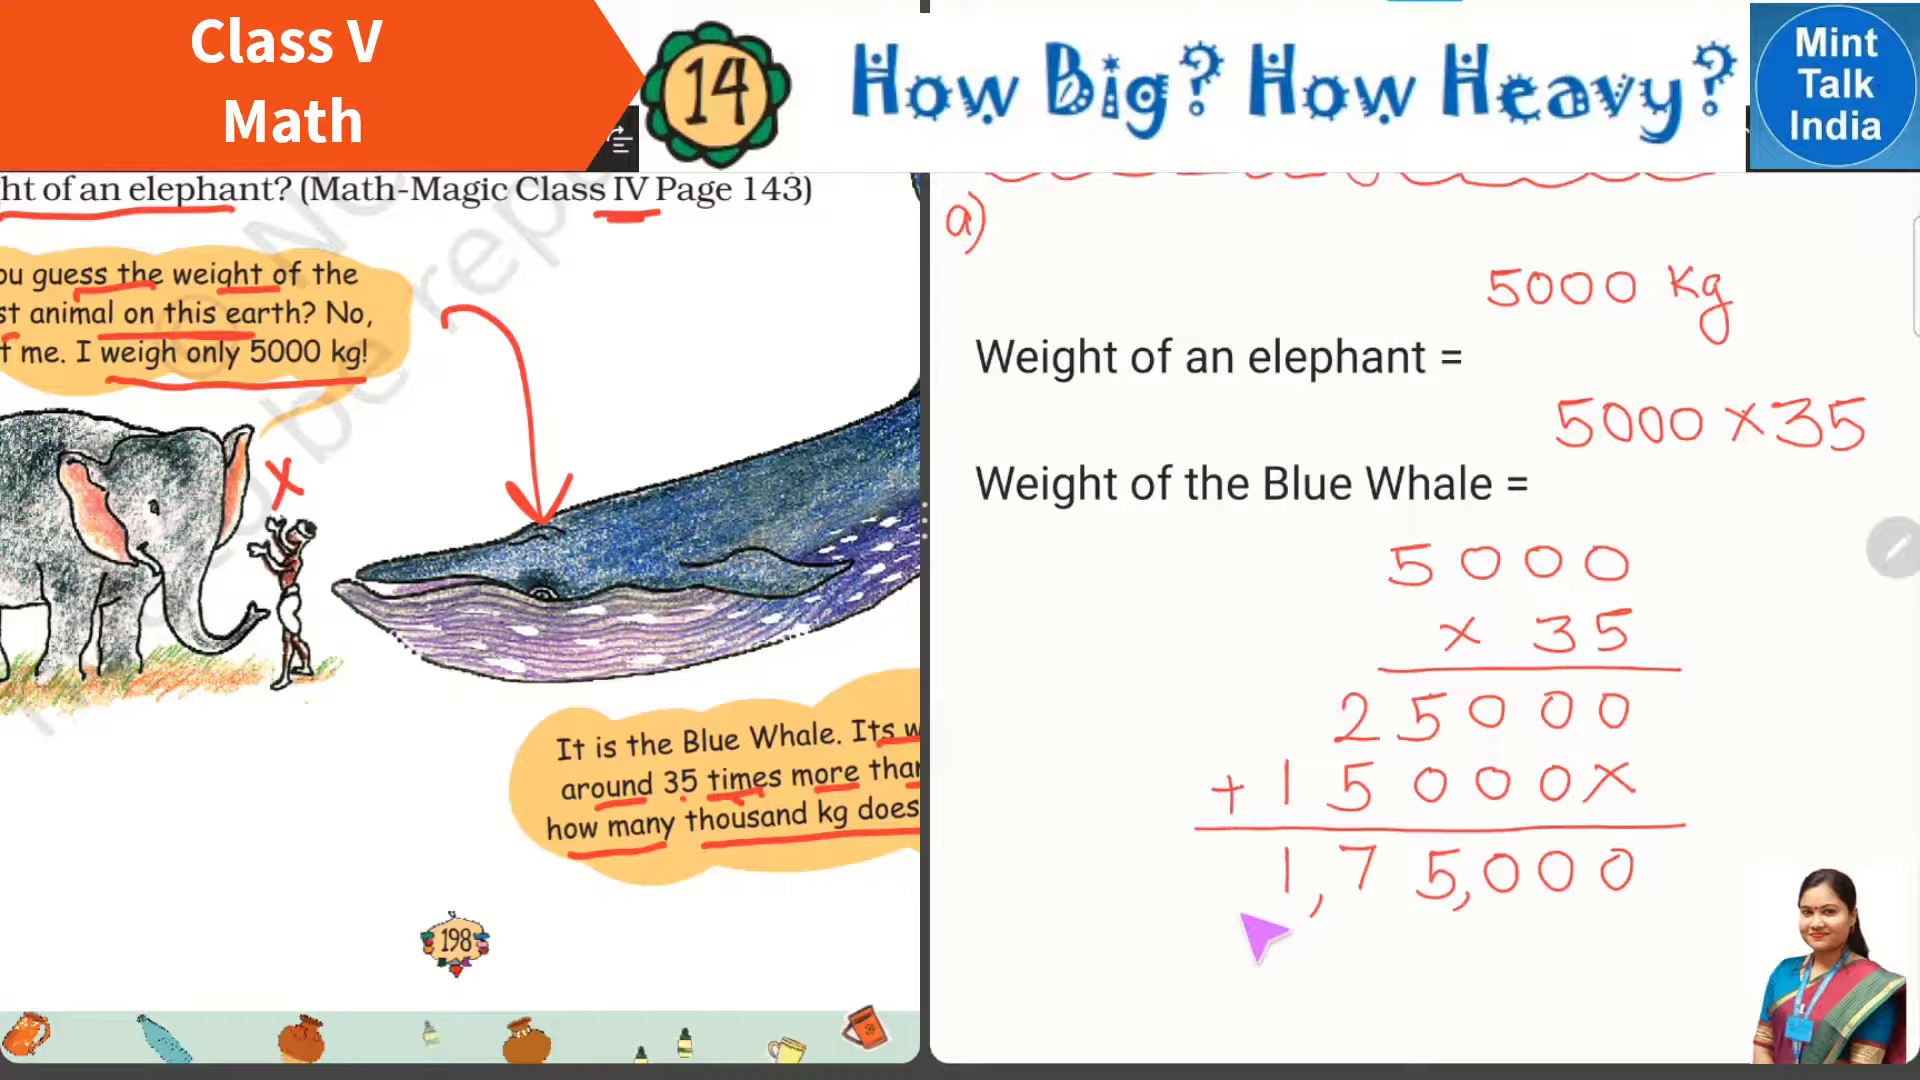 Class V
Math
14
How Big? How Heavy?
Mint
Talk
India
ht of an elephant? (Math-Magic Class IV Page 143)
ou guess the weight of the
st animal on this earth? No,
t me. I weigh only 5000 kg!
X
It is the Blue Whale. Its w
around 35 times more than
how many thousand kg does
198
a)
5000 kg
Weight of an elephant =
5000 × 35
Weight of the Blue Whale =
5000
× 35
25000
+ 15000×
1,75,000